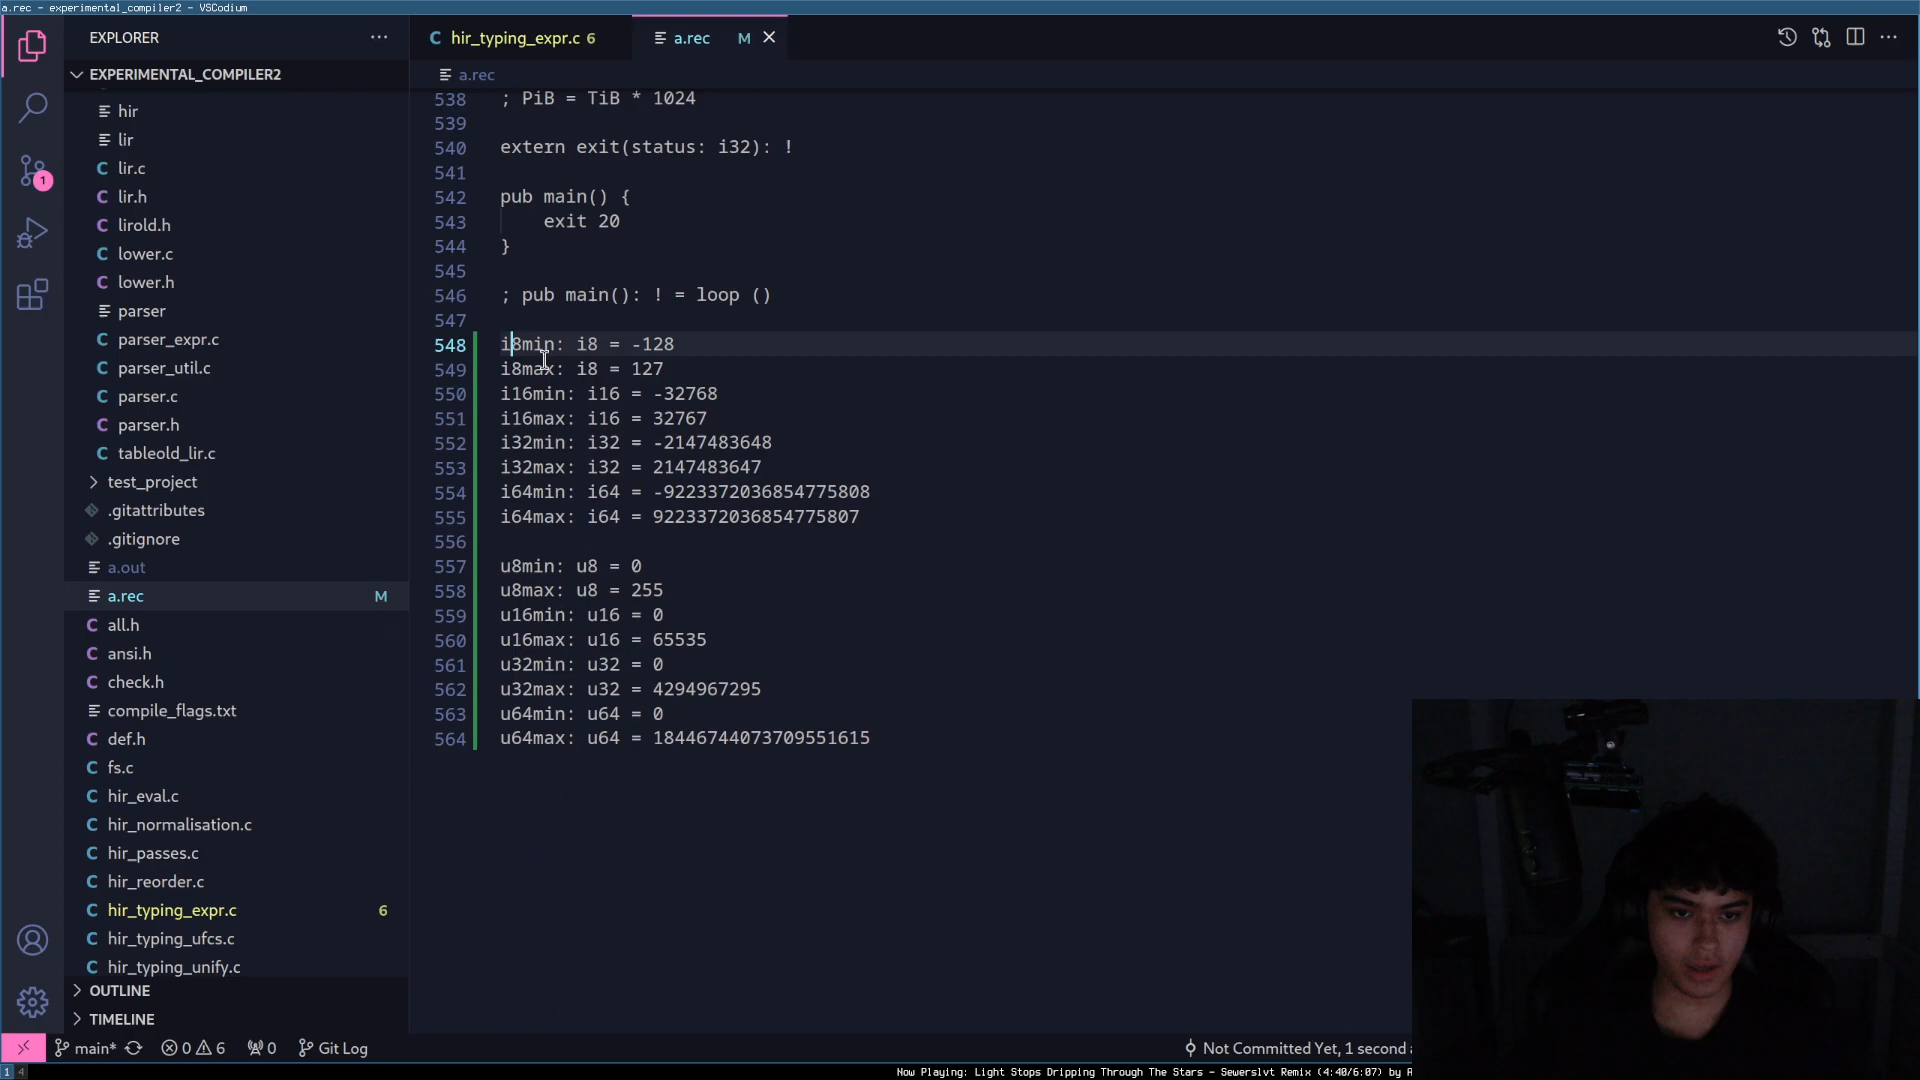 a.rec - experimental_compiler2 - VSCodium
EXPLORER
EXPERIMENTAL_COMPILER2
hir
lir
lir.c
lir.h
lirold.h
lower.c
lower.h
parser
parser_expr.c
parser_util.c
parser.c
parser.h
tableold_lir.c
test_project
.gitattributes
.gitignore
a.out
a.rec M
all.h
ansi.h
check.h
compile_flags.txt
def.h
fs.c
hir_eval.c
hir_normalisation.c
hir_passes.c
hir_reorder.c
hir_typing_expr.c 6
hir_typing_ufcs.c
hir_typing_unify.c
OUTLINE
TIMELINE
1
hir_typing_expr.c 6
a.rec M
a.rec
538 ; PiB = TiB * 1024
539
540 extern exit(status: i32): !
541
542 pub main() {
543 exit 20
544 }
545
546 ; pub main(): ! = loop ()
547
548 i8min: i8 = -128
549 i8max: i8 = 127
550 i16min: i16 = -32768
551 i16max: i16 = 32767
552 i32min: i32 = -2147483648
553 i32max: i32 = 2147483647
554 i64min: i64 = -9223372036854775808
555 i64max: i64 = 9223372036854775807
556
557 u8min: u8 = 0
558 u8max: u8 = 255
559 u16min: u16 = 0
560 u16max: u16 = 65535
561 u32min: u32 = 0
562 u32max: u32 = 4294967295
563 u64min: u64 = 0
564 u64max: u64 = 18446744073709551615
main* 0 6 0 Git Log
Not Committed Yet, 1 second a
1 4
Now Playing: Light Stops Dripping Through The Stars - Sewerslvt Remix (4:40/6:07) by R